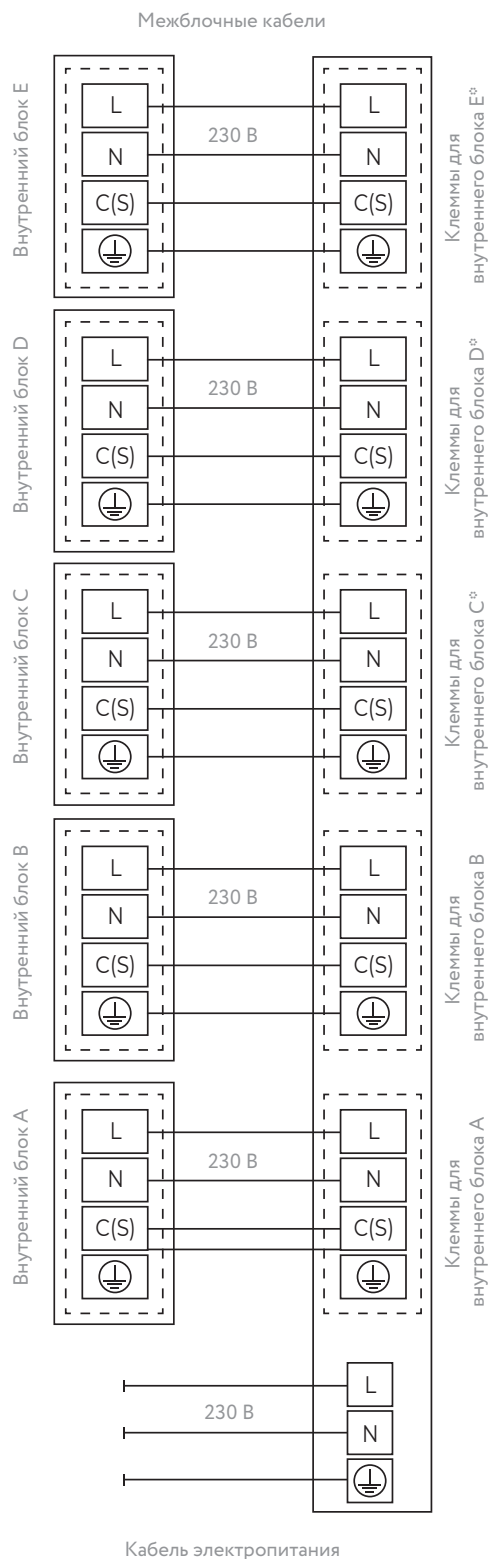 Межблочные кабели
Внутренний блок E
L
N
C(S)
230 В
L
N
C(S)
Клеммы для
внутреннего блока E*
Внутренний блок D
L
N
C(S)
230 В
L
N
C(S)
Клеммы для
внутреннего блока D*
Внутренний блок C
L
N
C(S)
230 В
L
N
C(S)
Клеммы для
внутреннего блока C*
Внутренний блок B
L
N
C(S)
230 В
L
N
C(S)
Клеммы для
внутреннего блока B
Внутренний блок A
L
N
C(S)
230 В
L
N
C(S)
Клеммы для
внутреннего блока A
230 В
L
N
Кабель электропитания